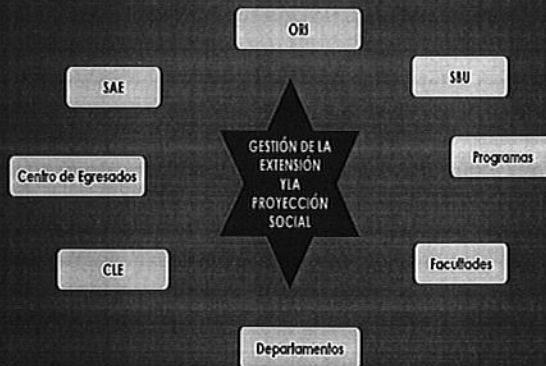 ORI
SAE
SBU
GESTIÓN DE LA
EXTENSIÓN
Y LA
PROYECCIÓN
SOCIAL
Programas
Centro de Egresados
CLE
Facultades
Departamentos